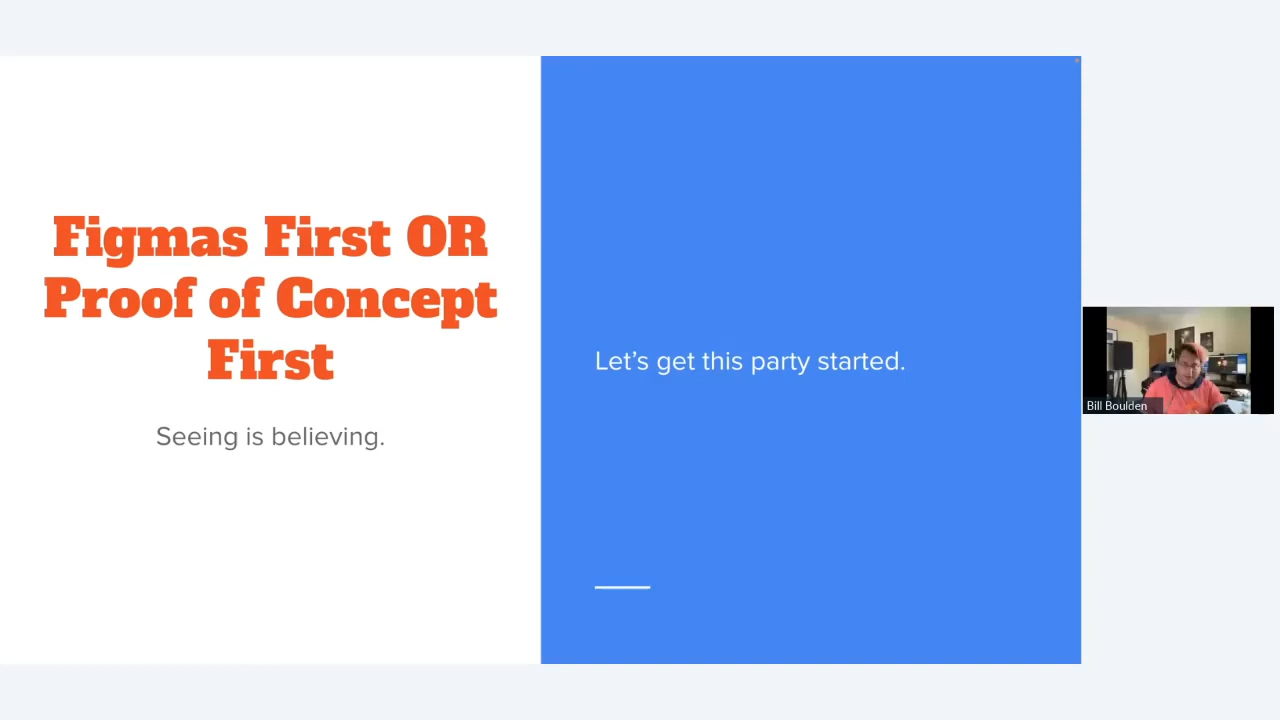 Figmas First OR
Proof of Concept
First
Seeing is believing.
Let’s get this party started.
Bill Boulden